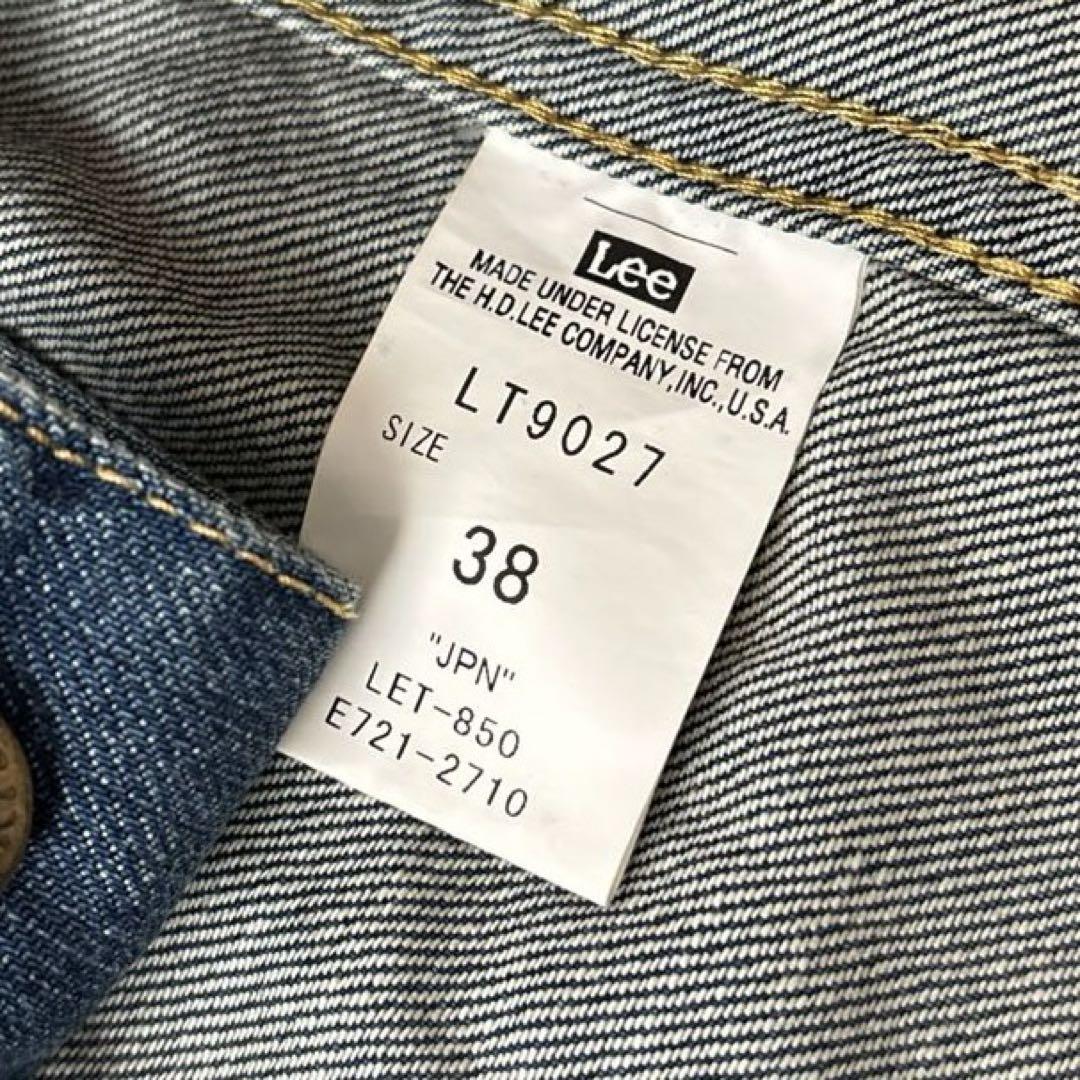 Lee
MADE UNDER LICENSE FROM
THE H.D.LEE COMPANY,INC.,U.S.A.
LT9027
SIZE
38
"JPN"
LET-850
E721-2710